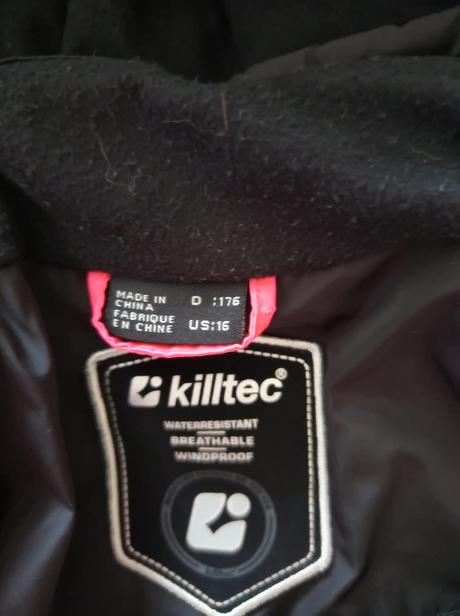 MADE IN
CHINA
FABRIQUE
EN CHINE
D :176
US:16
killtec®
WATERRESISTANT
BREATHABLE
WINDPROOF